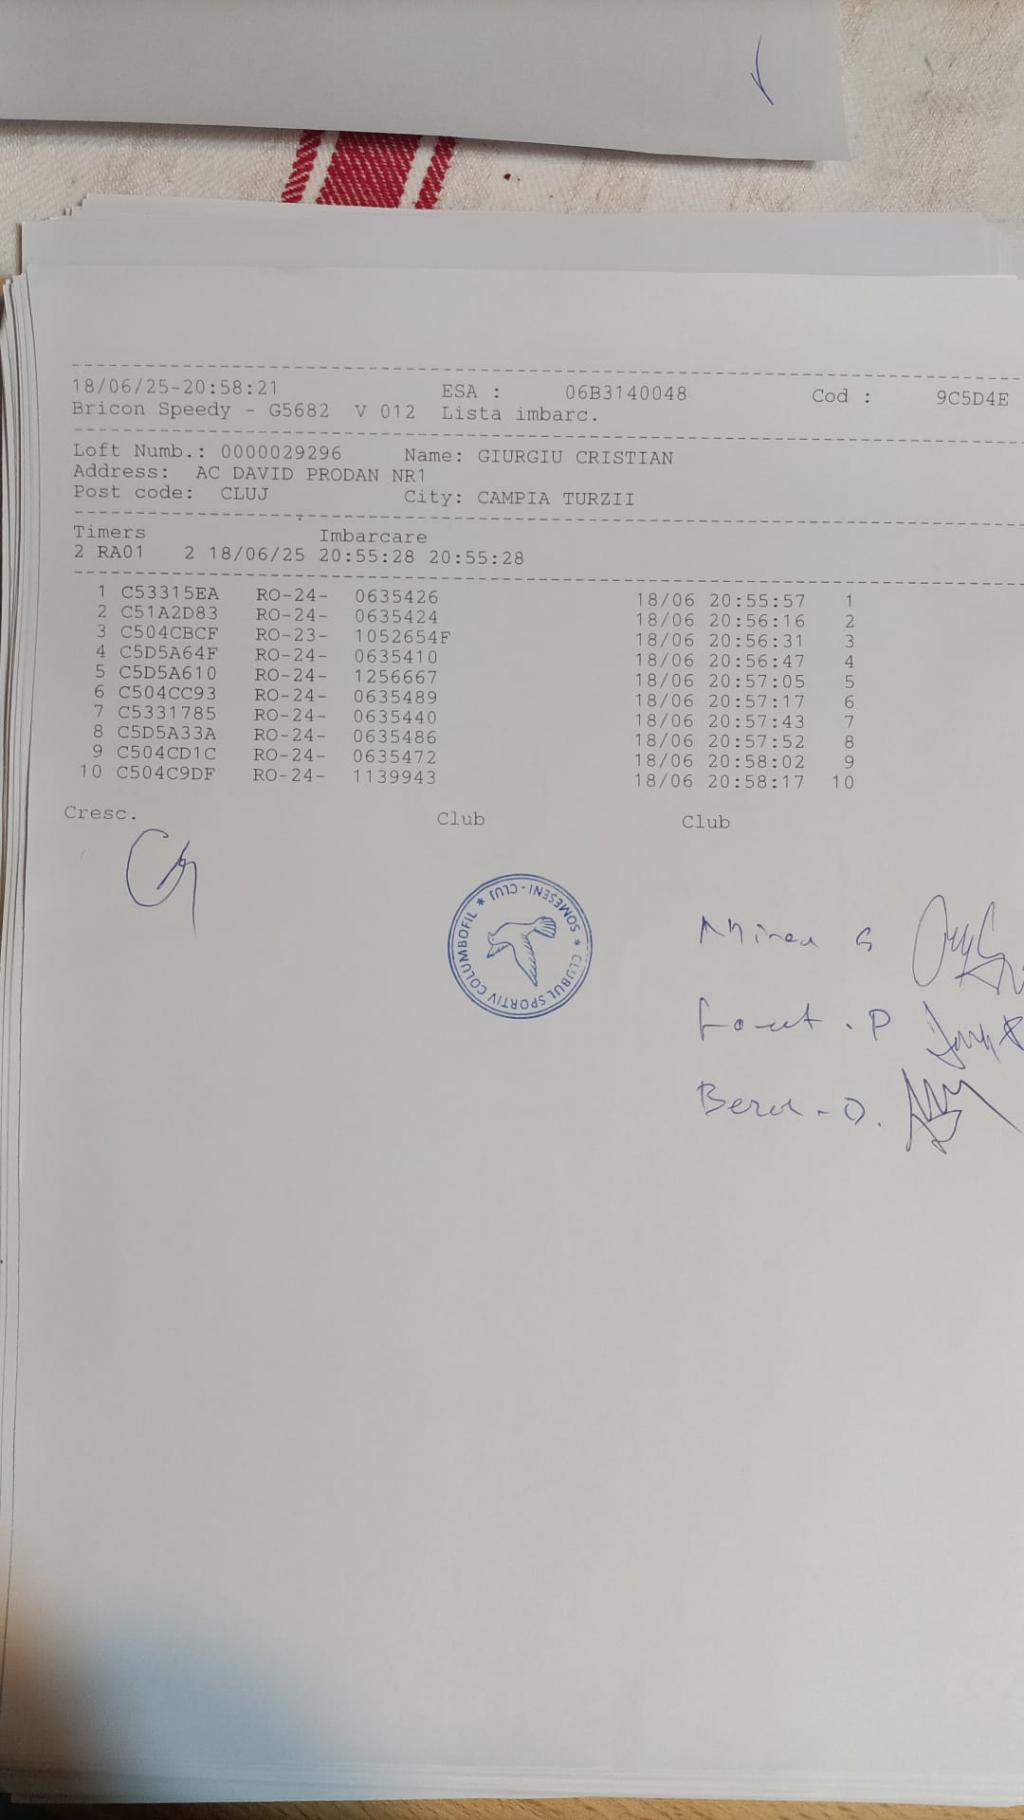 18/06/25-20:58:21 ESA : 06B3140048 Cod : 9C5D4E
Bricon Speedy - G5682 V 012 Lista imbarc.
Loft Numb.: 0000029296 Name: GIURGIU CRISTIAN
Address: AC DAVID PRODAN NR1
Post code: CLUJ City: CAMPIA TURZII
Timers Imbarcare
2 RA01 2 18/06/25 20:55:28 20:55:28
1 C53315EA RO-24- 0635426 18/06 20:55:57 1
2 C51A2D83 RO-24- 0635424 18/06 20:56:16 2
3 C504CBCF RO-23- 1052654F 18/06 20:56:31 3
4 C5D5A64F RO-24- 0635410 18/06 20:56:47 4
5 C5D5A610 RO-24- 1256667 18/06 20:57:05 5
6 C504CC93 RO-24- 0635489 18/06 20:57:17 6
7 C5331785 RO-24- 0635440 18/06 20:57:43 7
8 C5D5A33A RO-24- 0635486 18/06 20:57:52 8
9 C504CD1C RO-24- 0635472 18/06 20:58:02 9
10 C504C9DF RO-24- 1139943 18/06 20:58:17 10
Cresc. Club Club
CLUBUL SPORTIV COLUMBOFIL * SOMESENI - CLUJ *